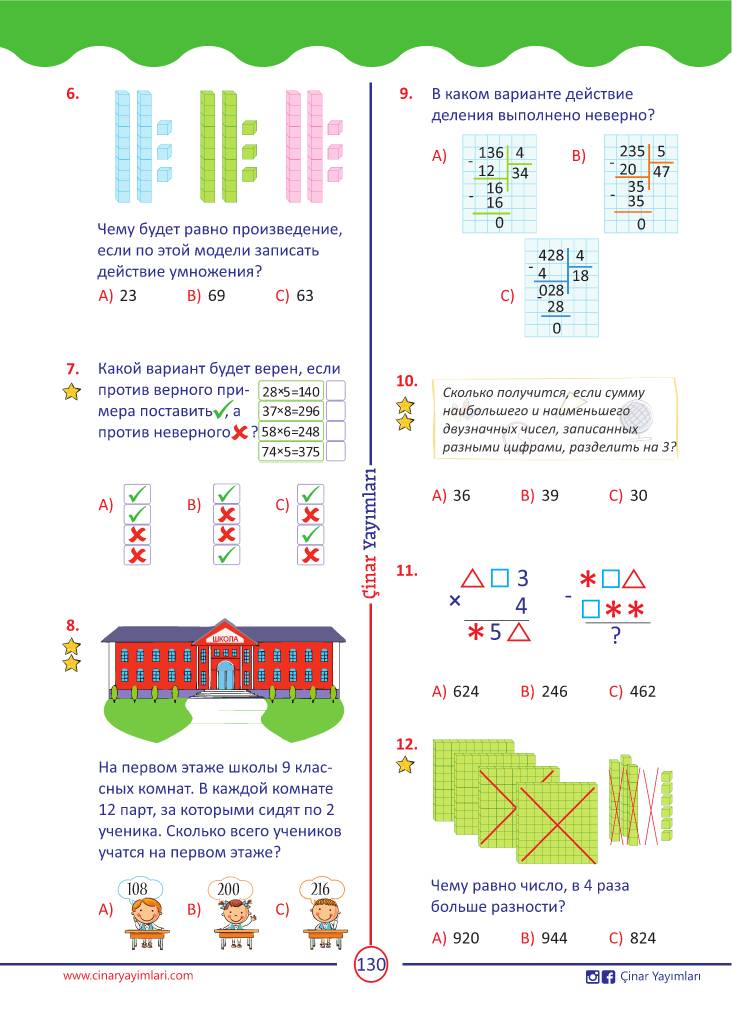 6.
Чему будет равно произведение,
если по этой модели записать
действие умножения?
A) 23 B) 69 C) 63
7. Какой вариант будет верен, если
против верного при-
мера поставить ✓, а
против неверного ✗ ?
28×5=140
37×8=296
58×6=248
74×5=375
A) ✓ ✓ ✗ ✗
B) ✓ ✗ ✗ ✓
C) ✓ ✗ ✓ ✗
8.
ШКОЛА
На первом этаже школы 9 клас-
сных комнат. В каждой комнате
12 парт, за которыми сидят по 2
ученика. Сколько всего учеников
учатся на первом этаже?
A) 108 B) 200 C) 216
Çinar Yayımları
9. В каком варианте действие
деления выполнено неверно?
A)
136 4
- 12 34
16
- 16
0
B)
235 5
- 20 47
35
- 35
0
C)
428 4
- 4 18
028
- 28
0
10.
Сколько получится, если сумму
наибольшего и наименьшего
двузначных чисел, записанных
разными цифрами, разделить на 3?
A) 36 B) 39 C) 30
11.
△ □ 3
× 4
* 5 △
* □ △
- □ * *
?
A) 624 B) 246 C) 462
12.
Чему равно число, в 4 раза
больше разности?
A) 920 B) 944 C) 824
www.cinaryayimlari.com
130
Çinar Yayımları